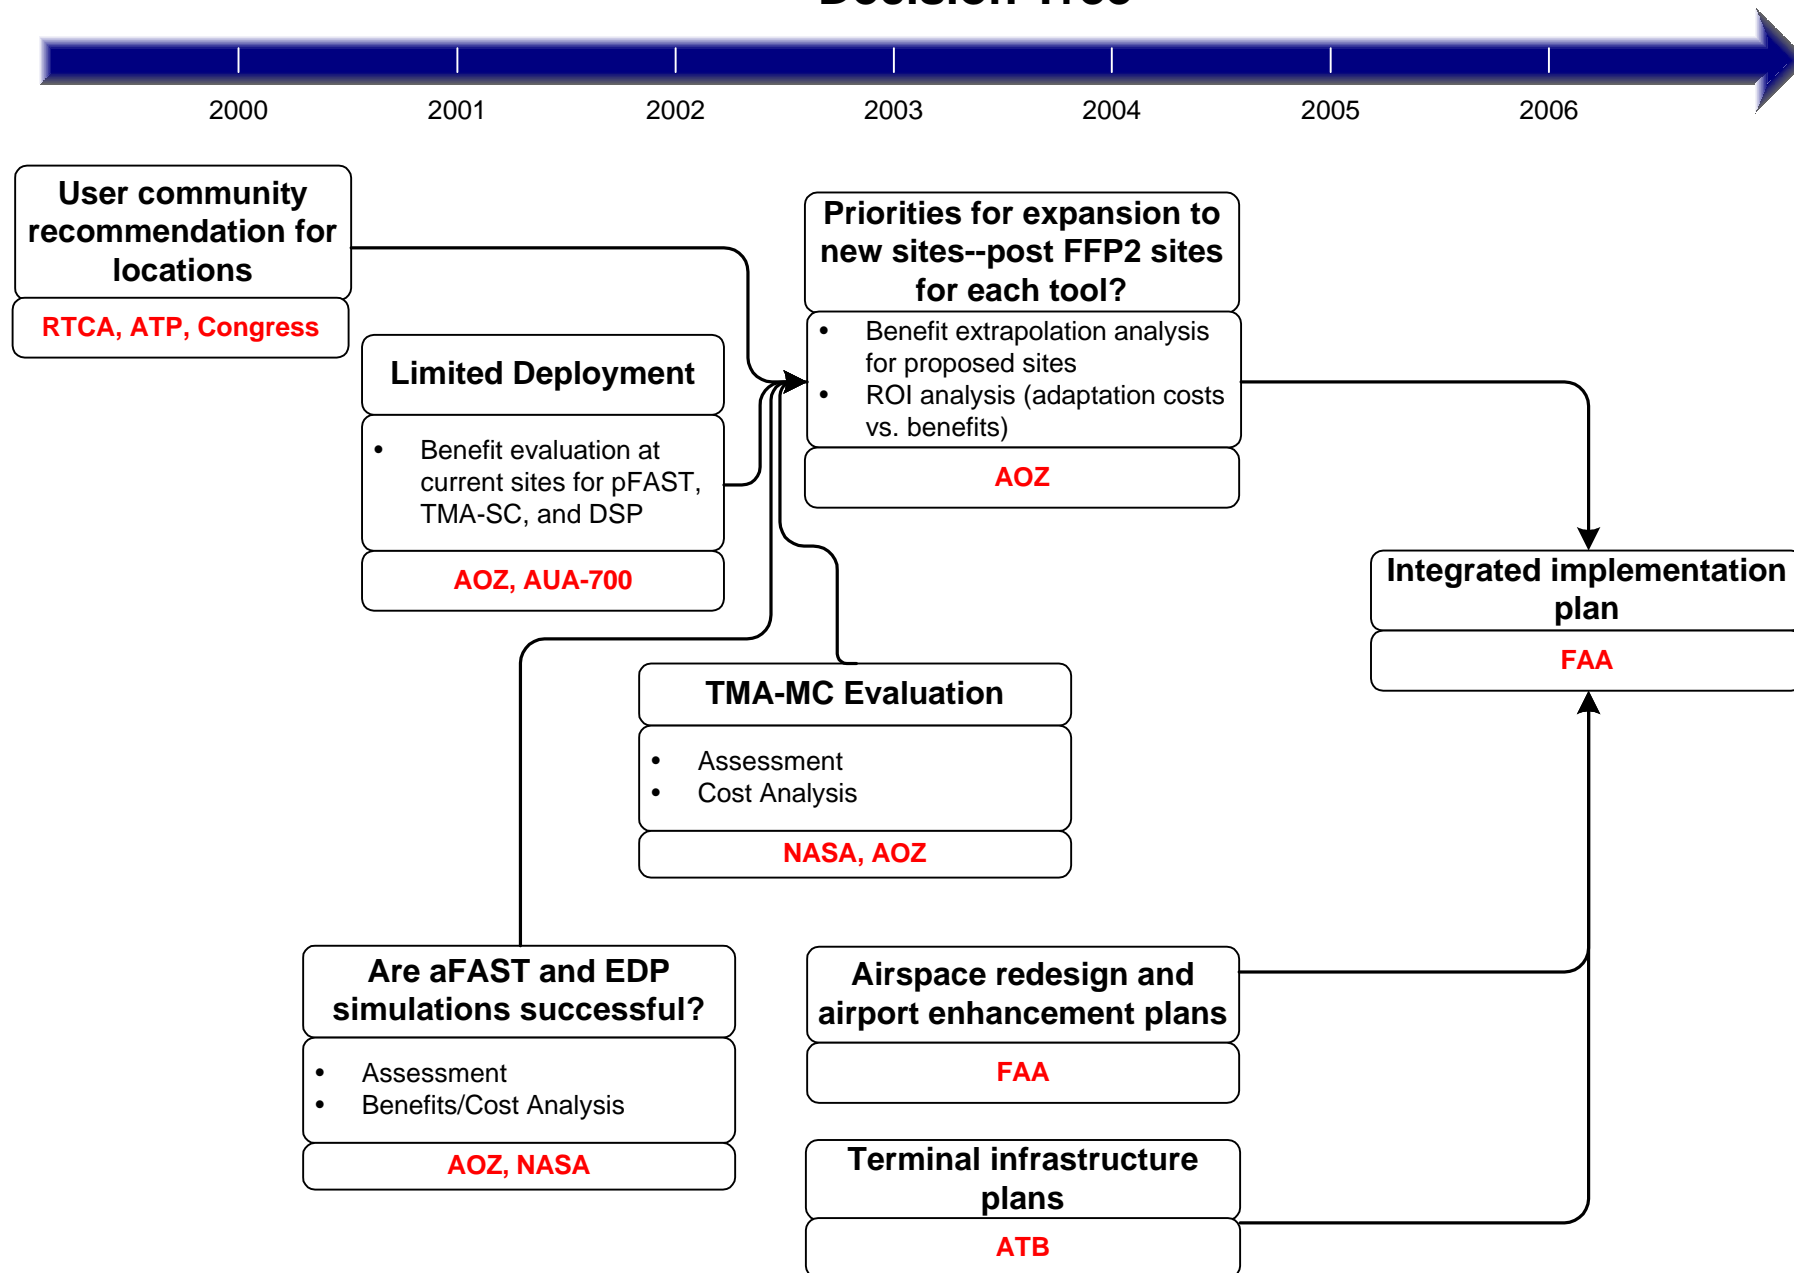 Decision Tree
2000
2001
2002
2003
2004
2005
2006
User community
recommendation for
locations
RTCA, ATP, Congress
Limited Deployment
• Benefit evaluation at
current sites for pFAST,
TMA-SC, and DSP
AOZ, AUA-700
Priorities for expansion to
new sites--post FFP2 sites
for each tool?
• Benefit extrapolation analysis
for proposed sites
• ROI analysis (adaptation costs
vs. benefits)
AOZ
Integrated implementation
plan
FAA
TMA-MC Evaluation
• Assessment
• Cost Analysis
NASA, AOZ
Are aFAST and EDP
simulations successful?
• Assessment
• Benefits/Cost Analysis
AOZ, NASA
Airspace redesign and
airport enhancement plans
FAA
Terminal infrastructure
plans
ATB